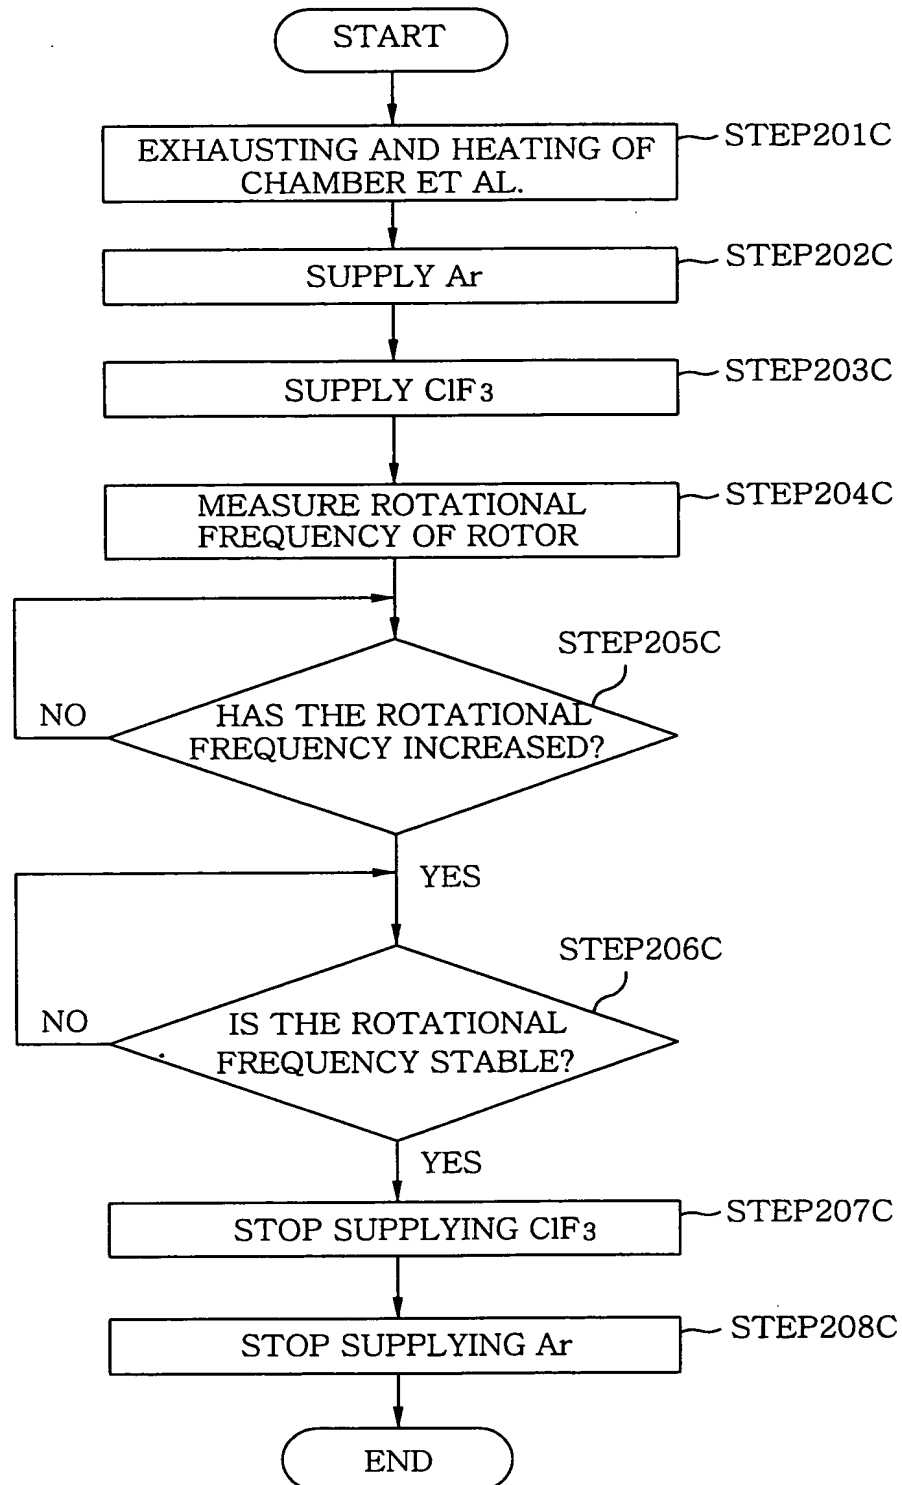 START
EXHAUSTING AND HEATING OF
CHAMBER ET AL.
STEP201C
SUPPLY Ar
STEP202C
SUPPLY ClF3
STEP203C
MEASURE ROTATIONAL
FREQUENCY OF ROTOR
STEP204C
STEP205C
HAS THE ROTATIONAL
FREQUENCY INCREASED?
NO
YES
STEP206C
IS THE ROTATIONAL
FREQUENCY STABLE?
NO
YES
STOP SUPPLYING ClF3
STEP207C
STOP SUPPLYING Ar
STEP208C
END